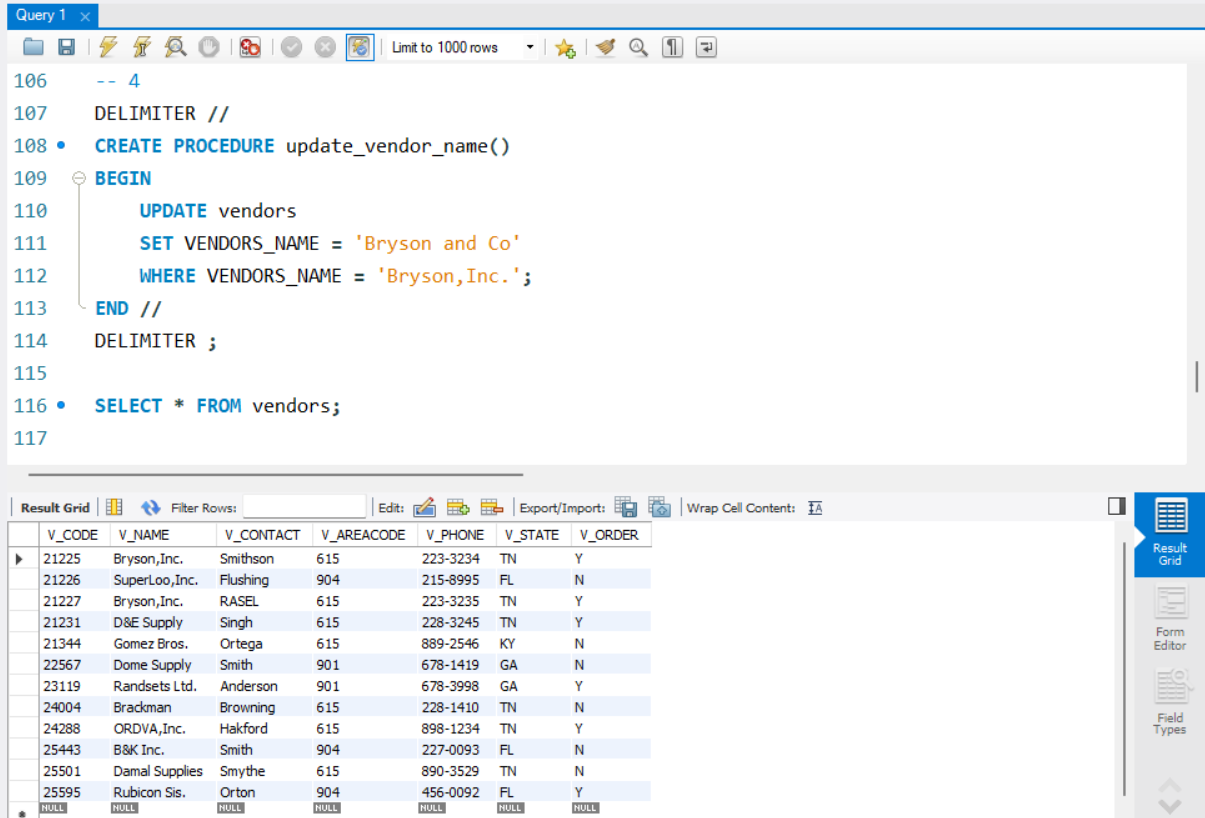 Query 1
Limit to 1000 rows
106 -- 4
107 DELIMITER //
108 CREATE PROCEDURE update_vendor_name()
109 BEGIN
110 UPDATE vendors
111 SET VENDORS_NAME = 'Bryson and Co'
112 WHERE VENDORS_NAME = 'Bryson,Inc.';
113 END //
114 DELIMITER ;
115
116 SELECT * FROM vendors;
117
Result Grid Filter Rows: Edit: Export/Import: Wrap Cell Content:
V_CODE V_NAME V_CONTACT V_AREACODE V_PHONE V_STATE V_ORDER
21225 Bryson,Inc. Smithson 615 223-3234 TN Y
21226 SuperLoo,Inc. Flushing 904 215-8995 FL N
21227 Bryson,Inc. RASEL 615 223-3235 TN Y
21231 D&E Supply Singh 615 228-3245 TN Y
21344 Gomez Bros. Ortega 615 889-2546 KY N
22567 Dome Supply Smith 901 678-1419 GA N
23119 Randsets Ltd. Anderson 901 678-3998 GA Y
24004 Brackman Browning 615 228-1410 TN N
24288 ORDVA,Inc. Hakford 615 898-1234 TN Y
25443 B&K Inc. Smith 904 227-0093 FL N
25501 Damal Supplies Smythe 615 890-3529 TN N
25595 Rubicon Sis. Orton 904 456-0092 FL Y
NULL NULL NULL NULL NULL NULL NULL
Result
Grid
Form
Editor
Field
Types